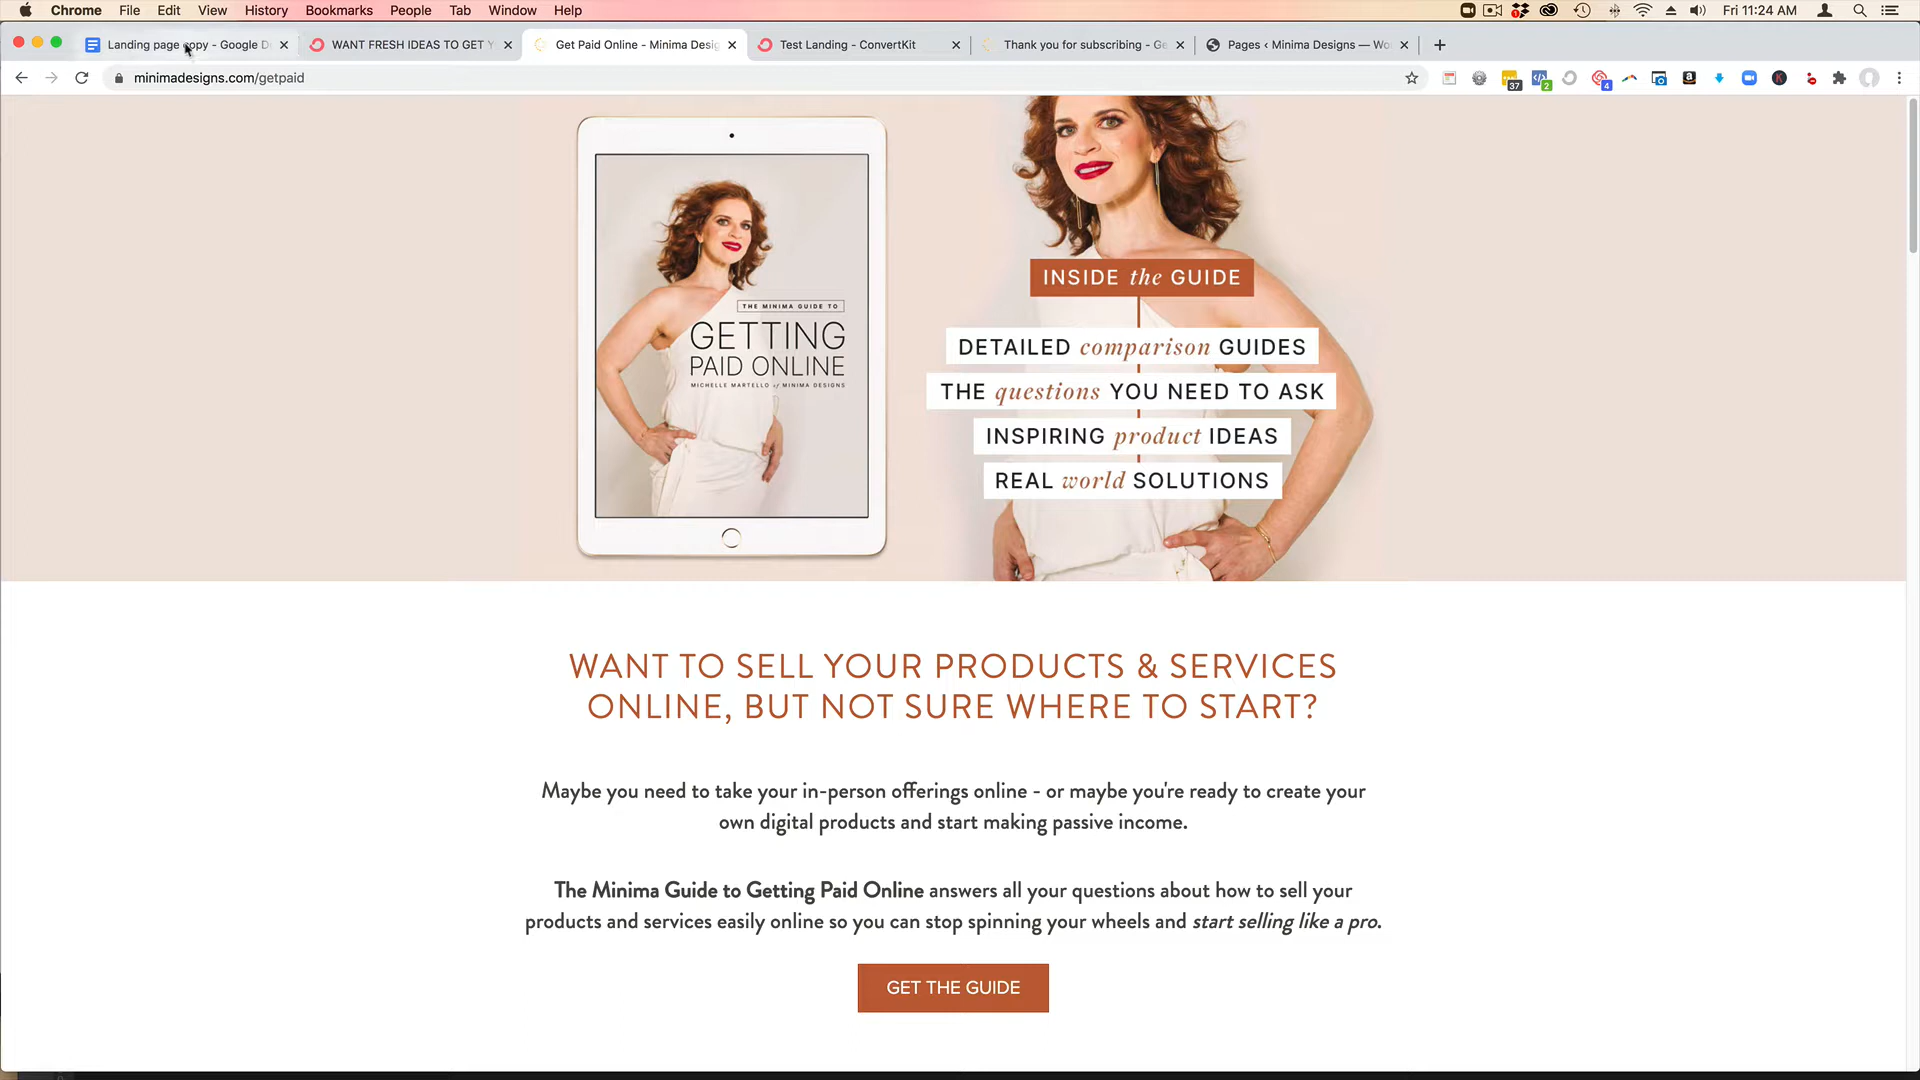 Chrome File Edit View History Bookmarks People Tab Window Help
Fri 11:24 AM
Landing page copy - Google D
WANT FRESH IDEAS TO GET Y
Get Paid Online - Minima Desig
Test Landing - ConvertKit
Thank you for subscribing - Ge
Pages ‹ Minima Designs — Wo
minimadesigns.com/getpaid
37
2
4
THE MINIMA GUIDE TO
GETTING
PAID ONLINE
MICHELLE MARTELLO of MINIMA DESIGNS
INSIDE the GUIDE
DETAILED comparison GUIDES
THE questions YOU NEED TO ASK
INSPIRING product IDEAS
REAL world SOLUTIONS
WANT TO SELL YOUR PRODUCTS & SERVICES
ONLINE, BUT NOT SURE WHERE TO START?
Maybe you need to take your in-person offerings online - or maybe you're ready to create your
own digital products and start making passive income.
The Minima Guide to Getting Paid Online answers all your questions about how to sell your
products and services easily online so you can stop spinning your wheels and start selling like a pro.
GET THE GUIDE